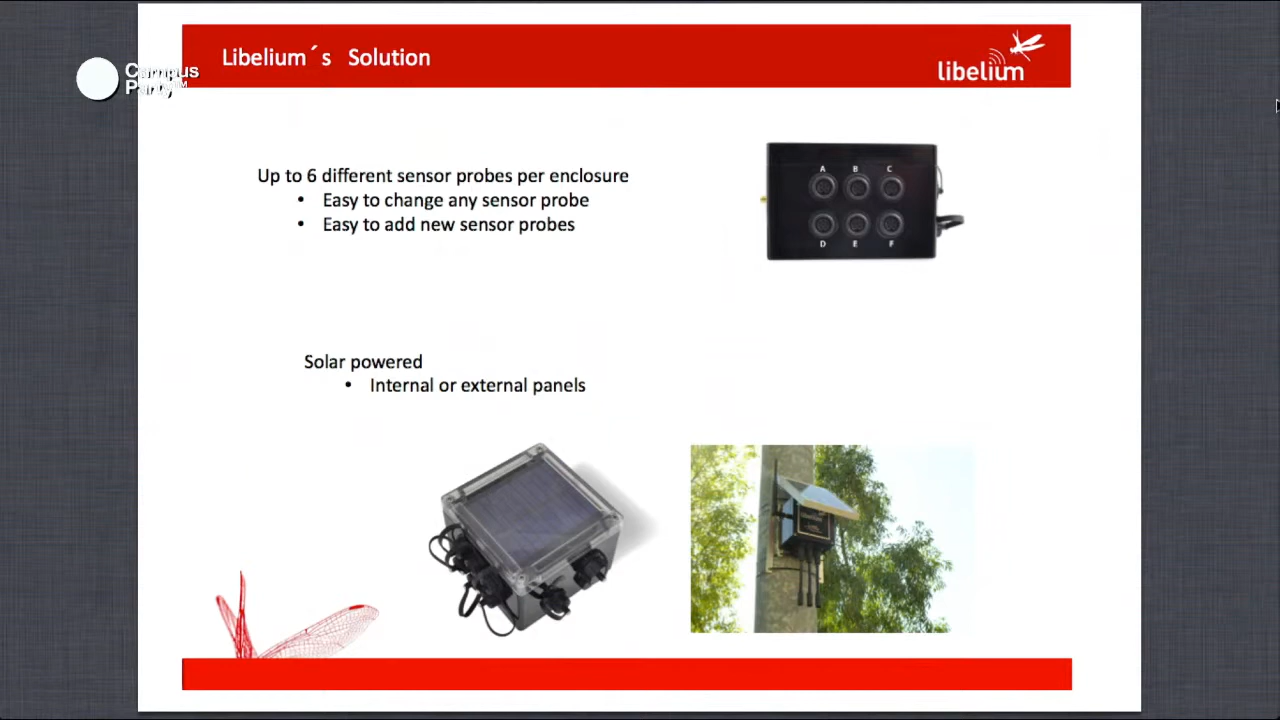 Libelium´s Solution
libelium
Campus
Party™
Up to 6 different sensor probes per enclosure
• Easy to change any sensor probe
• Easy to add new sensor probes
A B C
D E F
Solar powered
• Internal or external panels